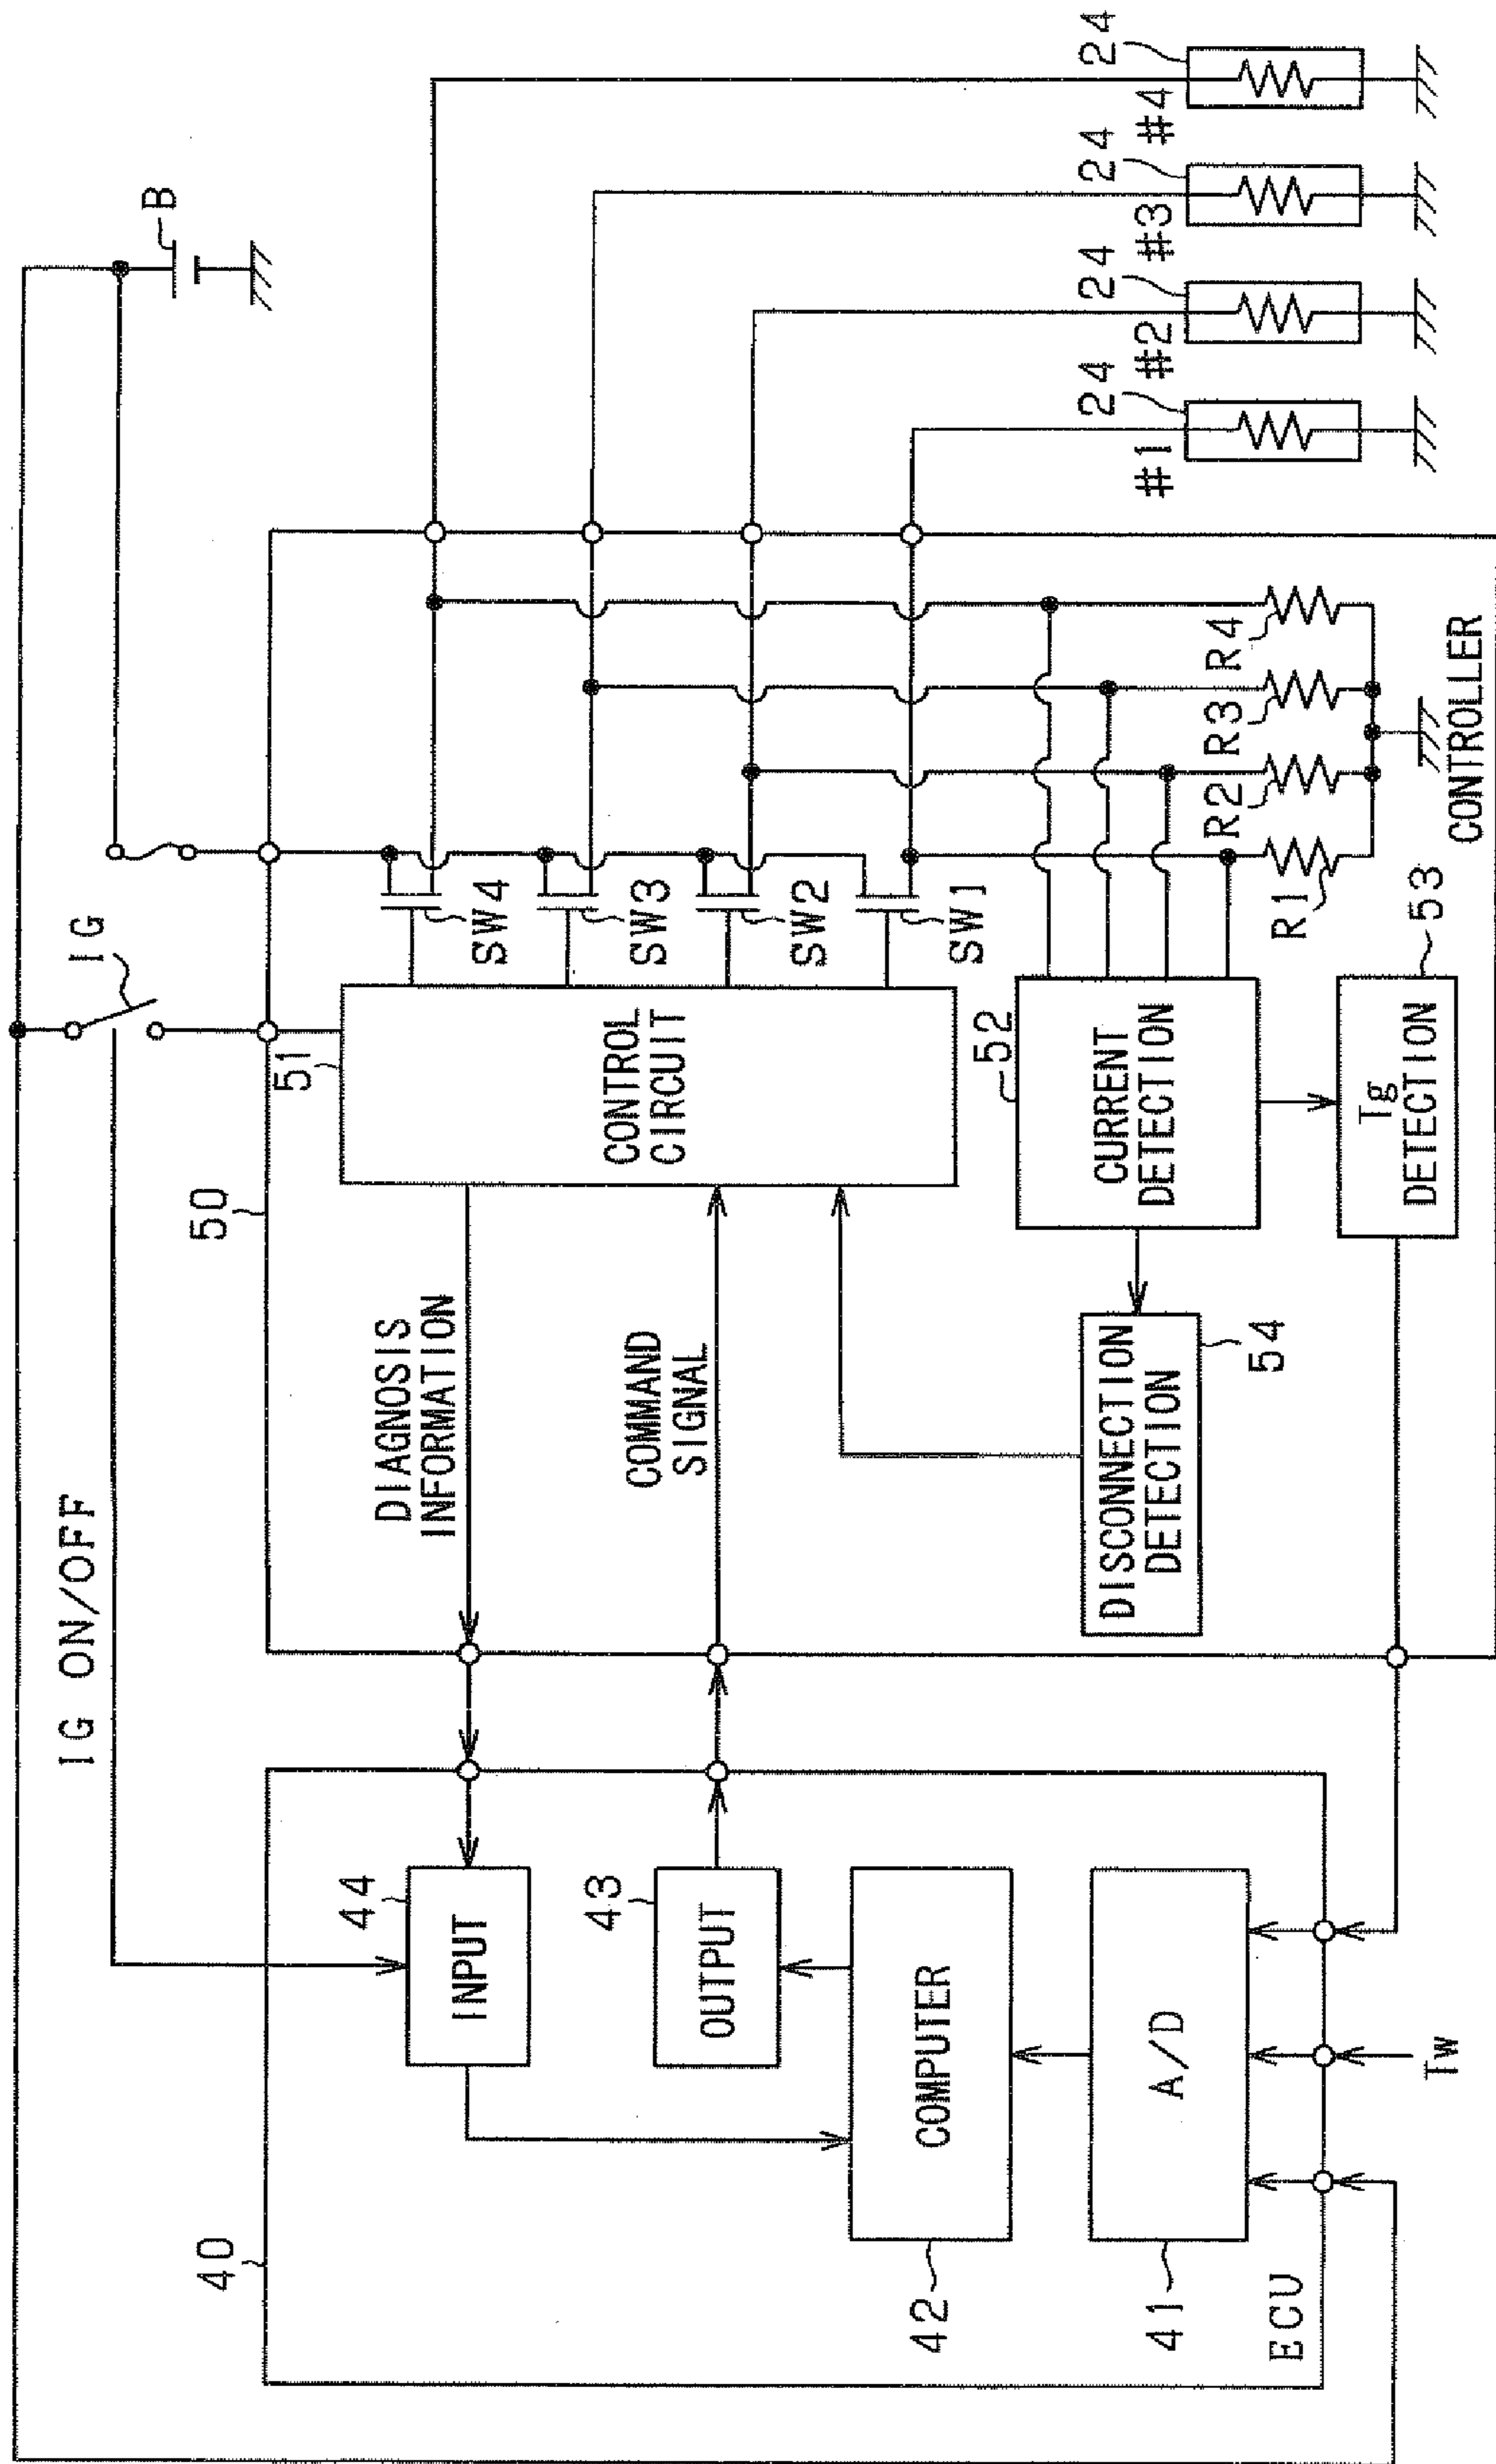 IG ON/OFF
IG
B
40
44
INPUT
43
OUTPUT
42
COMPUTER
41
A/D
ECU
Tw
50
DIAGNOSIS
INFORMATION
COMMAND
SIGNAL
51
CONTROL
CIRCUIT
SW4
SW3
SW2
SW1
52
CURRENT
DETECTION
DISCONNECTION
DETECTION
54
Tg
DETECTION
53
R1
R2
R3
R4
CONTROLLER
#1
24
#2
24
#3
24
#4
24